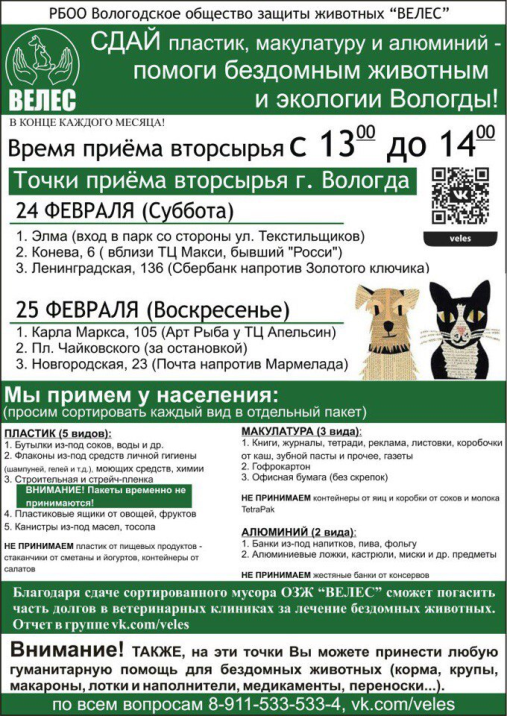 РБОО Вологодское общество защиты животных “ВЕЛЕС”
ВЕЛЕС
СДАЙ пластик, макулатуру и алюминий -
помоги бездомным животным
и экологии Вологды!
В КОНЦЕ КАЖДОГО МЕСЯЦА!
Время приёма вторсырья с 13 00 до 14 00
Точки приёма вторсырья г. Вологда
veles
24 ФЕВРАЛЯ (Суббота)
1. Элма (вход в парк со стороны ул. Текстильщиков)
2. Конева, 6 ( вблизи ТЦ Макси, бывший "Росси")
3. Ленинградская, 136 (Сбербанк напротив Золотого ключика)
25 ФЕВРАЛЯ (Воскресенье)
1. Карла Маркса, 105 (Арт Рыба у ТЦ Апельсин)
2. Пл. Чайковского (за остановкой)
3. Новгородская, 23 (Почта напротив Мармелада)
Мы примем у населения:
(просим сортировать каждый вид в отдельный пакет)
ПЛАСТИК (5 видов):
1. Бутылки из-под соков, воды и др.
2. Флаконы из-под средств личной гигиены
(шампуней, гелей и т.д.), моющих средств, химии
3. Строительная и стрейч-пленка
ВНИМАНИЕ! Пакеты временно не
принимаются!
4. Пластиковые ящики от овощей, фруктов
5. Канистры из-под масел, тосола
НЕ ПРИНИМАЕМ пластик от пищевых продуктов -
стаканчики от сметаны и йогуртов, контейнеры от
салатов
МАКУЛАТУРА (3 вида):
1. Книги, журналы, тетради, реклама, листовки, коробочки
от каш, зубной пасты и прочее, газеты
2. Гофрокартон
3. Офисная бумага (без скрепок)
НЕ ПРИНИМАЕМ контейнеры от яиц и коробки от соков и молока
TetraPak
АЛЮМИНИЙ (2 вида):
1. Банки из-под напитков, пива, фольгу
2. Алюминиевые ложки, кастрюли, миски и др. предметы
НЕ ПРИНИМАЕМ жестяные банки от консервов
Благодаря сдаче сортированного мусора ОЗЖ “ВЕЛЕС” сможет погасить
часть долгов в ветеринарных клиниках за лечение бездомных животных.
Отчет в группе vk.com/veles
Внимание! ТАКЖЕ, на эти точки Вы можете принести любую
гуманитарную помощь для бездомных животных (корма, крупы,
макароны, лотки и наполнители, медикаменты, переноски...).
по всем вопросам 8-911-533-533-4, vk.com/veles